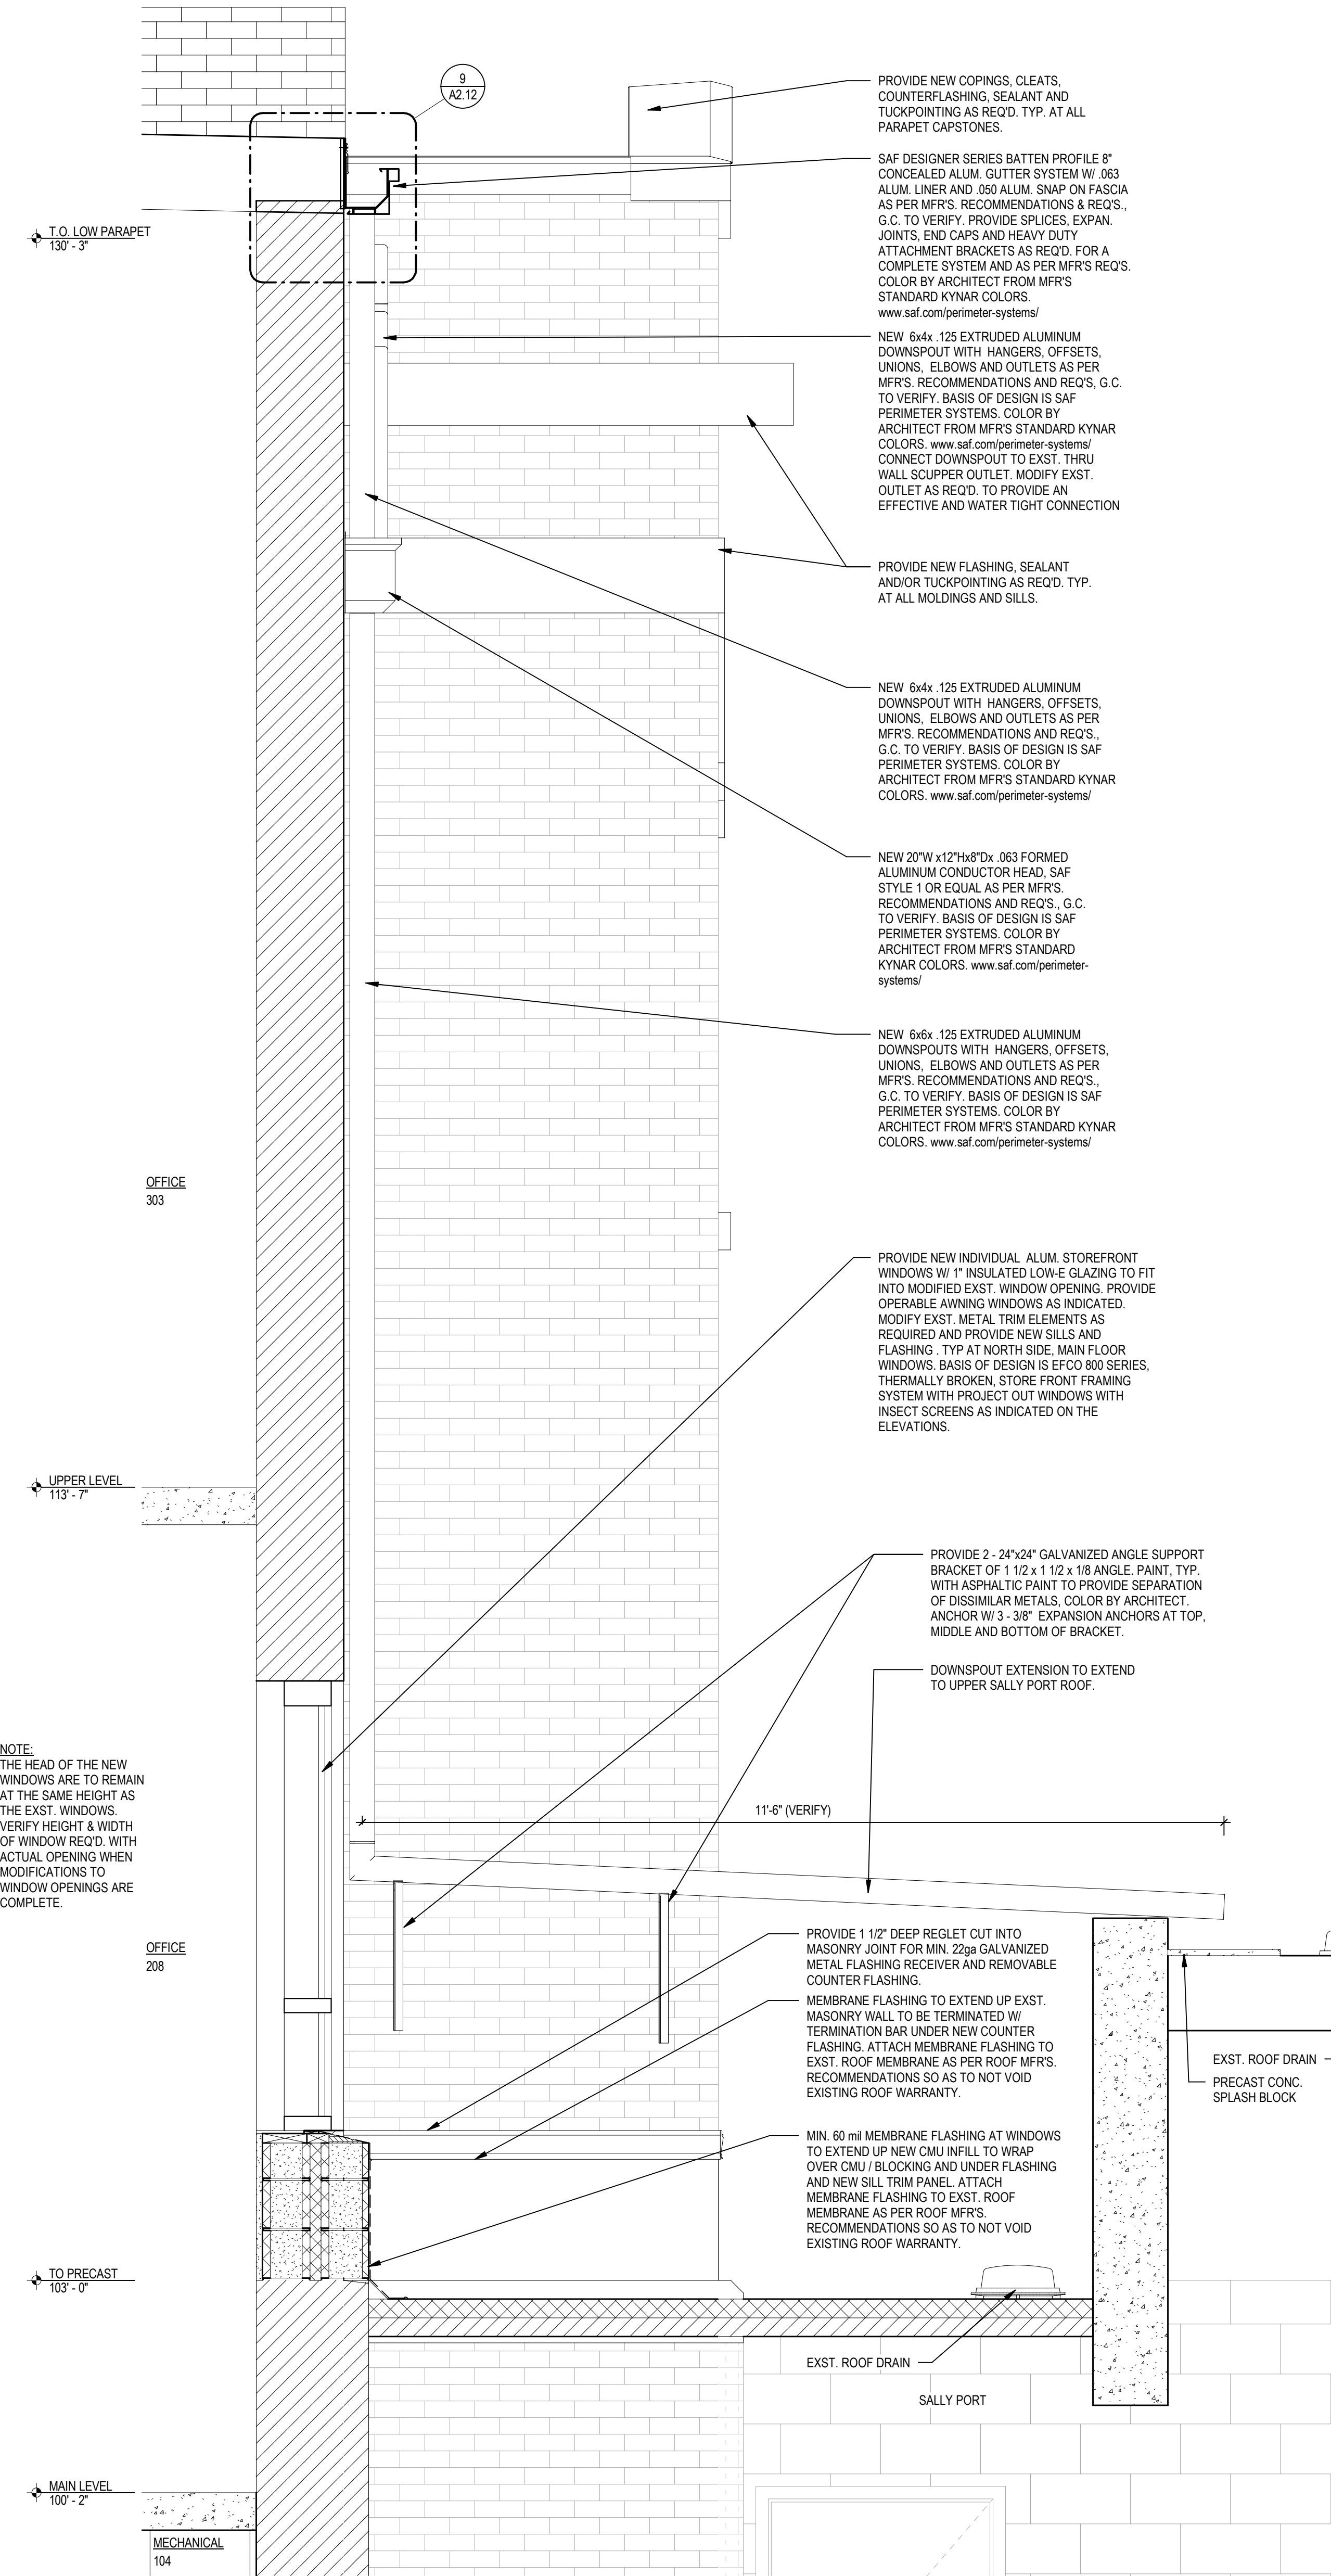 9
A2.12
PROVIDE NEW COPINGS, CLEATS,
COUNTERFLASHING, SEALANT AND
TUCKPOINTING AS REQ'D. TYP. AT ALL
PARAPET CAPSTONES.
SAF DESIGNER SERIES BATTEN PROFILE 8"
CONCEALED ALUM. GUTTER SYSTEM W/ .063
ALUM. LINER AND .050 ALUM. SNAP ON FASCIA
AS PER MFR'S. RECOMMENDATIONS & REQ'S.,
G.C. TO VERIFY. PROVIDE SPLICES, EXPAN.
JOINTS, END CAPS AND HEAVY DUTY
ATTACHMENT BRACKETS AS REQ'D. FOR A
COMPLETE SYSTEM AND AS PER MFR'S REQ'S.
COLOR BY ARCHITECT FROM MFR'S
STANDARD KYNAR COLORS.
www.saf.com/perimeter-systems/
T.O. LOW PARAPET
130' - 3"
NEW 6x4x .125 EXTRUDED ALUMINUM
DOWNSPOUT WITH HANGERS, OFFSETS,
UNIONS, ELBOWS AND OUTLETS AS PER
MFR'S. RECOMMENDATIONS AND REQ'S, G.C.
TO VERIFY. BASIS OF DESIGN IS SAF
PERIMETER SYSTEMS. COLOR BY
ARCHITECT FROM MFR'S STANDARD KYNAR
COLORS. www.saf.com/perimeter-systems/
CONNECT DOWNSPOUT TO EXST. THRU
WALL SCUPPER OUTLET. MODIFY EXST.
OUTLET AS REQ'D. TO PROVIDE AN
EFFECTIVE AND WATER TIGHT CONNECTION
PROVIDE NEW FLASHING, SEALANT
AND/OR TUCKPOINTING AS REQ'D. TYP.
AT ALL MOLDINGS AND SILLS.
NEW 6x4x .125 EXTRUDED ALUMINUM
DOWNSPOUT WITH HANGERS, OFFSETS,
UNIONS, ELBOWS AND OUTLETS AS PER
MFR'S. RECOMMENDATIONS AND REQ'S.,
G.C. TO VERIFY. BASIS OF DESIGN IS SAF
PERIMETER SYSTEMS. COLOR BY
ARCHITECT FROM MFR'S STANDARD KYNAR
COLORS. www.saf.com/perimeter-systems/
NEW 20"W x12"Hx8"Dx .063 FORMED
ALUMINUM CONDUCTOR HEAD, SAF
STYLE 1 OR EQUAL AS PER MFR'S.
RECOMMENDATIONS AND REQ'S., G.C.
TO VERIFY. BASIS OF DESIGN IS SAF
PERIMETER SYSTEMS. COLOR BY
ARCHITECT FROM MFR'S STANDARD
KYNAR COLORS. www.saf.com/perimeter-
systems/
NEW 6x6x .125 EXTRUDED ALUMINUM
DOWNSPOUTS WITH HANGERS, OFFSETS,
UNIONS, ELBOWS AND OUTLETS AS PER
MFR'S. RECOMMENDATIONS AND REQ'S.,
G.C. TO VERIFY. BASIS OF DESIGN IS SAF
PERIMETER SYSTEMS. COLOR BY
ARCHITECT FROM MFR'S STANDARD KYNAR
COLORS. www.saf.com/perimeter-systems/
OFFICE
303
PROVIDE NEW INDIVIDUAL ALUM. STOREFRONT
WINDOWS W/ 1" INSULATED LOW-E GLAZING TO FIT
INTO MODIFIED EXST. WINDOW OPENING. PROVIDE
OPERABLE AWNING WINDOWS AS INDICATED.
MODIFY EXST. METAL TRIM ELEMENTS AS
REQUIRED AND PROVIDE NEW SILLS AND
FLASHING . TYP AT NORTH SIDE, MAIN FLOOR
WINDOWS. BASIS OF DESIGN IS EFCO 800 SERIES,
THERMALLY BROKEN, STORE FRONT FRAMING
SYSTEM WITH PROJECT OUT WINDOWS WITH
INSECT SCREENS AS INDICATED ON THE
ELEVATIONS.
UPPER LEVEL
113' - 7"
PROVIDE 2 - 24"x24" GALVANIZED ANGLE SUPPORT
BRACKET OF 1 1/2 x 1 1/2 x 1/8 ANGLE. PAINT, TYP.
WITH ASPHALTIC PAINT TO PROVIDE SEPARATION
OF DISSIMILAR METALS, COLOR BY ARCHITECT.
ANCHOR W/ 3 - 3/8" EXPANSION ANCHORS AT TOP,
MIDDLE AND BOTTOM OF BRACKET.
DOWNSPOUT EXTENSION TO EXTEND
TO UPPER SALLY PORT ROOF.
NOTE:
THE HEAD OF THE NEW
WINDOWS ARE TO REMAIN
AT THE SAME HEIGHT AS
THE EXST. WINDOWS.
VERIFY HEIGHT & WIDTH
OF WINDOW REQ'D. WITH
ACTUAL OPENING WHEN
MODIFICATIONS TO
WINDOW OPENINGS ARE
COMPLETE.
11'-6" (VERIFY)
OFFICE
208
PROVIDE 1 1/2" DEEP REGLET CUT INTO
MASONRY JOINT FOR MIN. 22ga GALVANIZED
METAL FLASHING RECEIVER AND REMOVABLE
COUNTER FLASHING.
MEMBRANE FLASHING TO EXTEND UP EXST.
MASONRY WALL TO BE TERMINATED W/
TERMINATION BAR UNDER NEW COUNTER
FLASHING. ATTACH MEMBRANE FLASHING TO
EXST. ROOF MEMBRANE AS PER ROOF MFR'S.
RECOMMENDATIONS SO AS TO NOT VOID
EXISTING ROOF WARRANTY.
EXST. ROOF DRAIN
PRECAST CONC.
SPLASH BLOCK
MIN. 60 mil MEMBRANE FLASHING AT WINDOWS
TO EXTEND UP NEW CMU INFILL TO WRAP
OVER CMU / BLOCKING AND UNDER FLASHING
AND NEW SILL TRIM PANEL. ATTACH
MEMBRANE FLASHING TO EXST. ROOF
MEMBRANE AS PER ROOF MFR'S.
RECOMMENDATIONS SO AS TO NOT VOID
EXISTING ROOF WARRANTY.
TO PRECAST
103' - 0"
EXST. ROOF DRAIN
SALLY PORT
MAIN LEVEL
100' - 2"
MECHANICAL
104